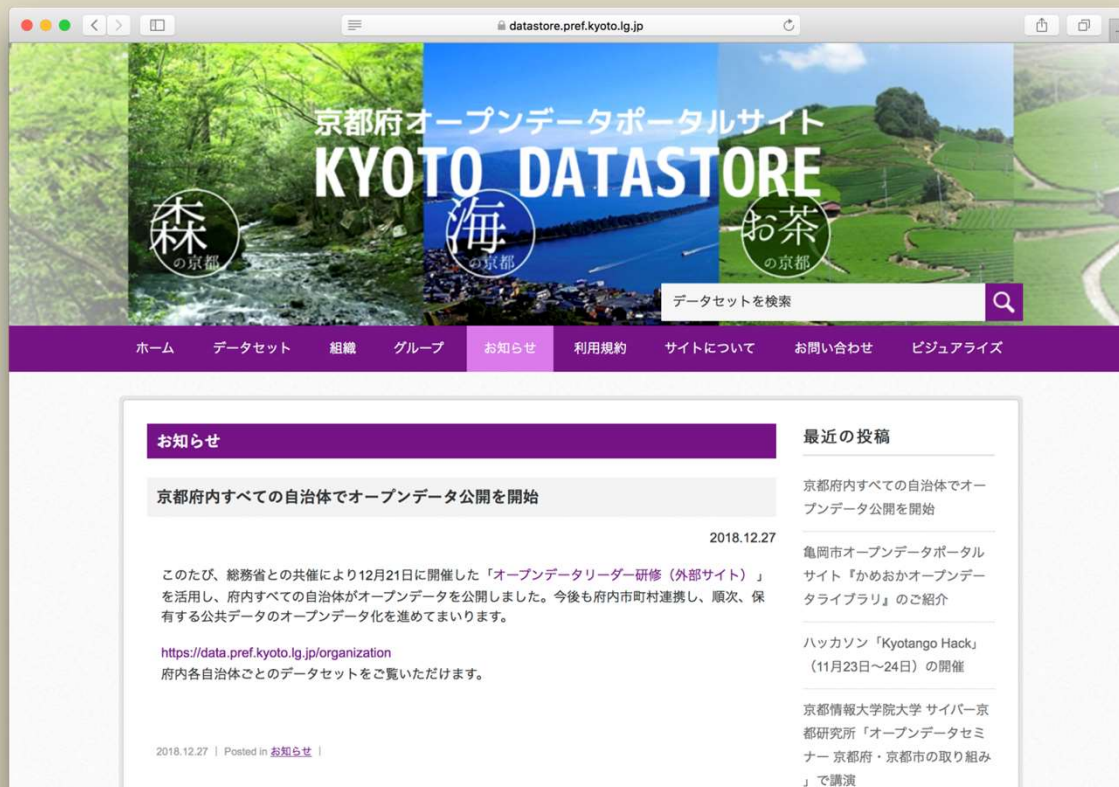 datastore.pref.kyoto.lg.jp
京都府オープンデータポータルサイト
KYOTO DATASTORE
森の京都
海の京都
お茶の京都
データセットを検索
ホーム データセット 組織 グループ お知らせ 利用規約 サイトについて お問い合わせ ビジュアライズ
お知らせ
京都府内すべての自治体でオープンデータ公開を開始
2018.12.27
このたび、総務省との共催により12月21日に開催した「オープンデータリーダー研修（外部サイト） 」
を活用し、府内すべての自治体がオープンデータを公開しました。今後も府内市町村連携し、順次、保
有する公共データのオープンデータ化を進めてまいります。
https://data.pref.kyoto.lg.jp/organization
府内各自治体ごとのデータセットをご覧いただけます。
2018.12.27 | Posted in お知らせ |
最近の投稿
京都府内すべての自治体でオー
プンデータ公開を開始
亀岡市オープンデータポータル
サイト『かめおかオープンデー
タライブラリ』のご紹介
ハッカソン「Kyotango Hack」
（11月23日〜24日）の開催
京都情報大学院大学 サイバー京
都研究所「オープンデータセミ
ナー 京都府・京都市の取り組み
」で講演